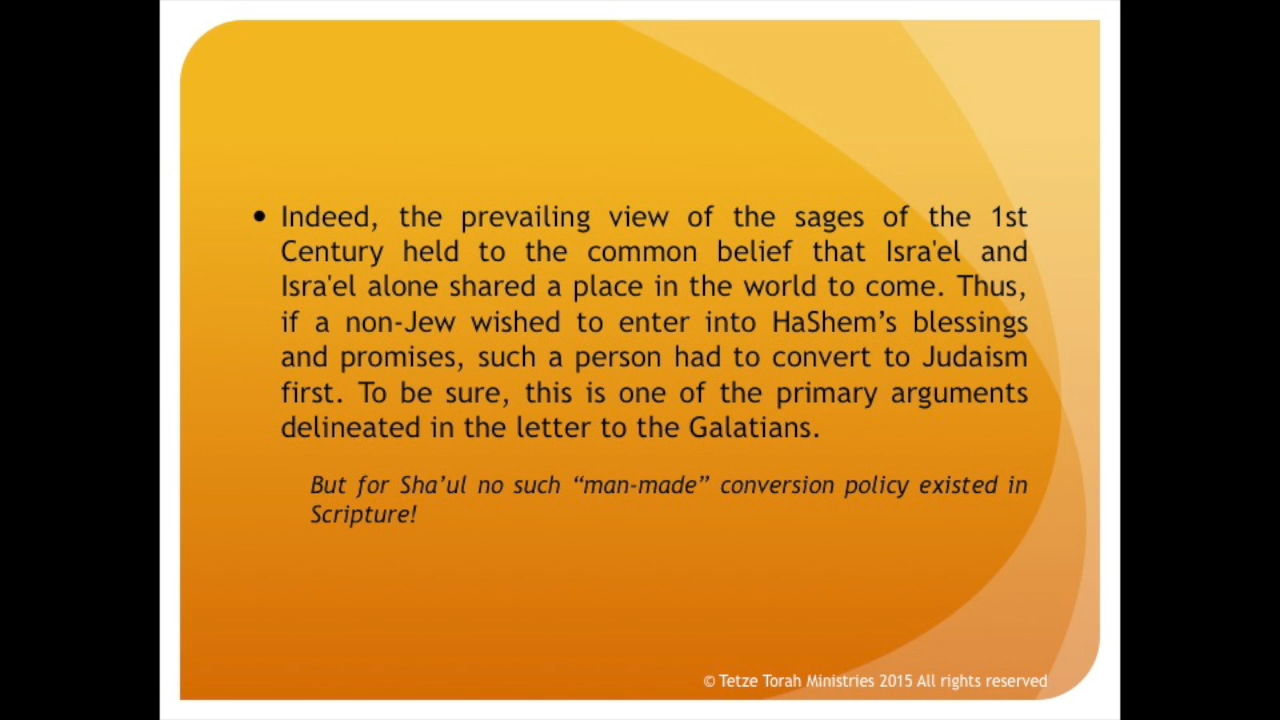 • Indeed, the prevailing view of the sages of the 1st
Century held to the common belief that Isra'el and
Isra'el alone shared a place in the world to come. Thus,
if a non-Jew wished to enter into HaShem’s blessings
and promises, such a person had to convert to Judaism
first. To be sure, this is one of the primary arguments
delineated in the letter to the Galatians.
But for Sha’ul no such “man-made” conversion policy existed in
Scripture!
© Tetze Torah Ministries 2015 All rights reserved